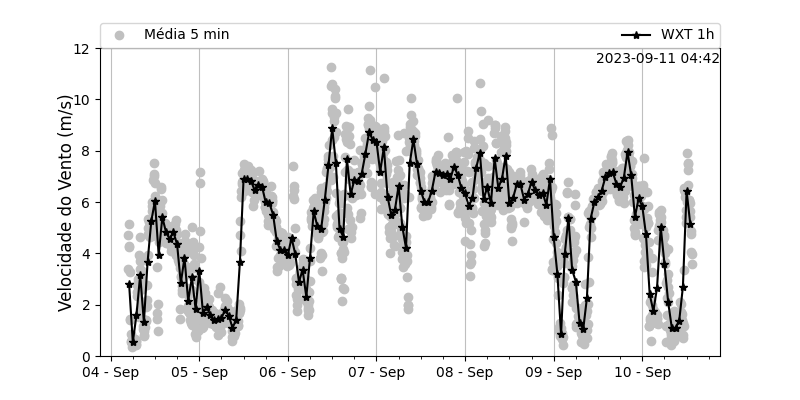 Média 5 min
WXT 1h
2023-09-11 04:42
Velocidade do Vento (m/s)
12
10
8
6
4
2
0
04 - Sep
05 - Sep
06 - Sep
07 - Sep
08 - Sep
09 - Sep
10 - Sep